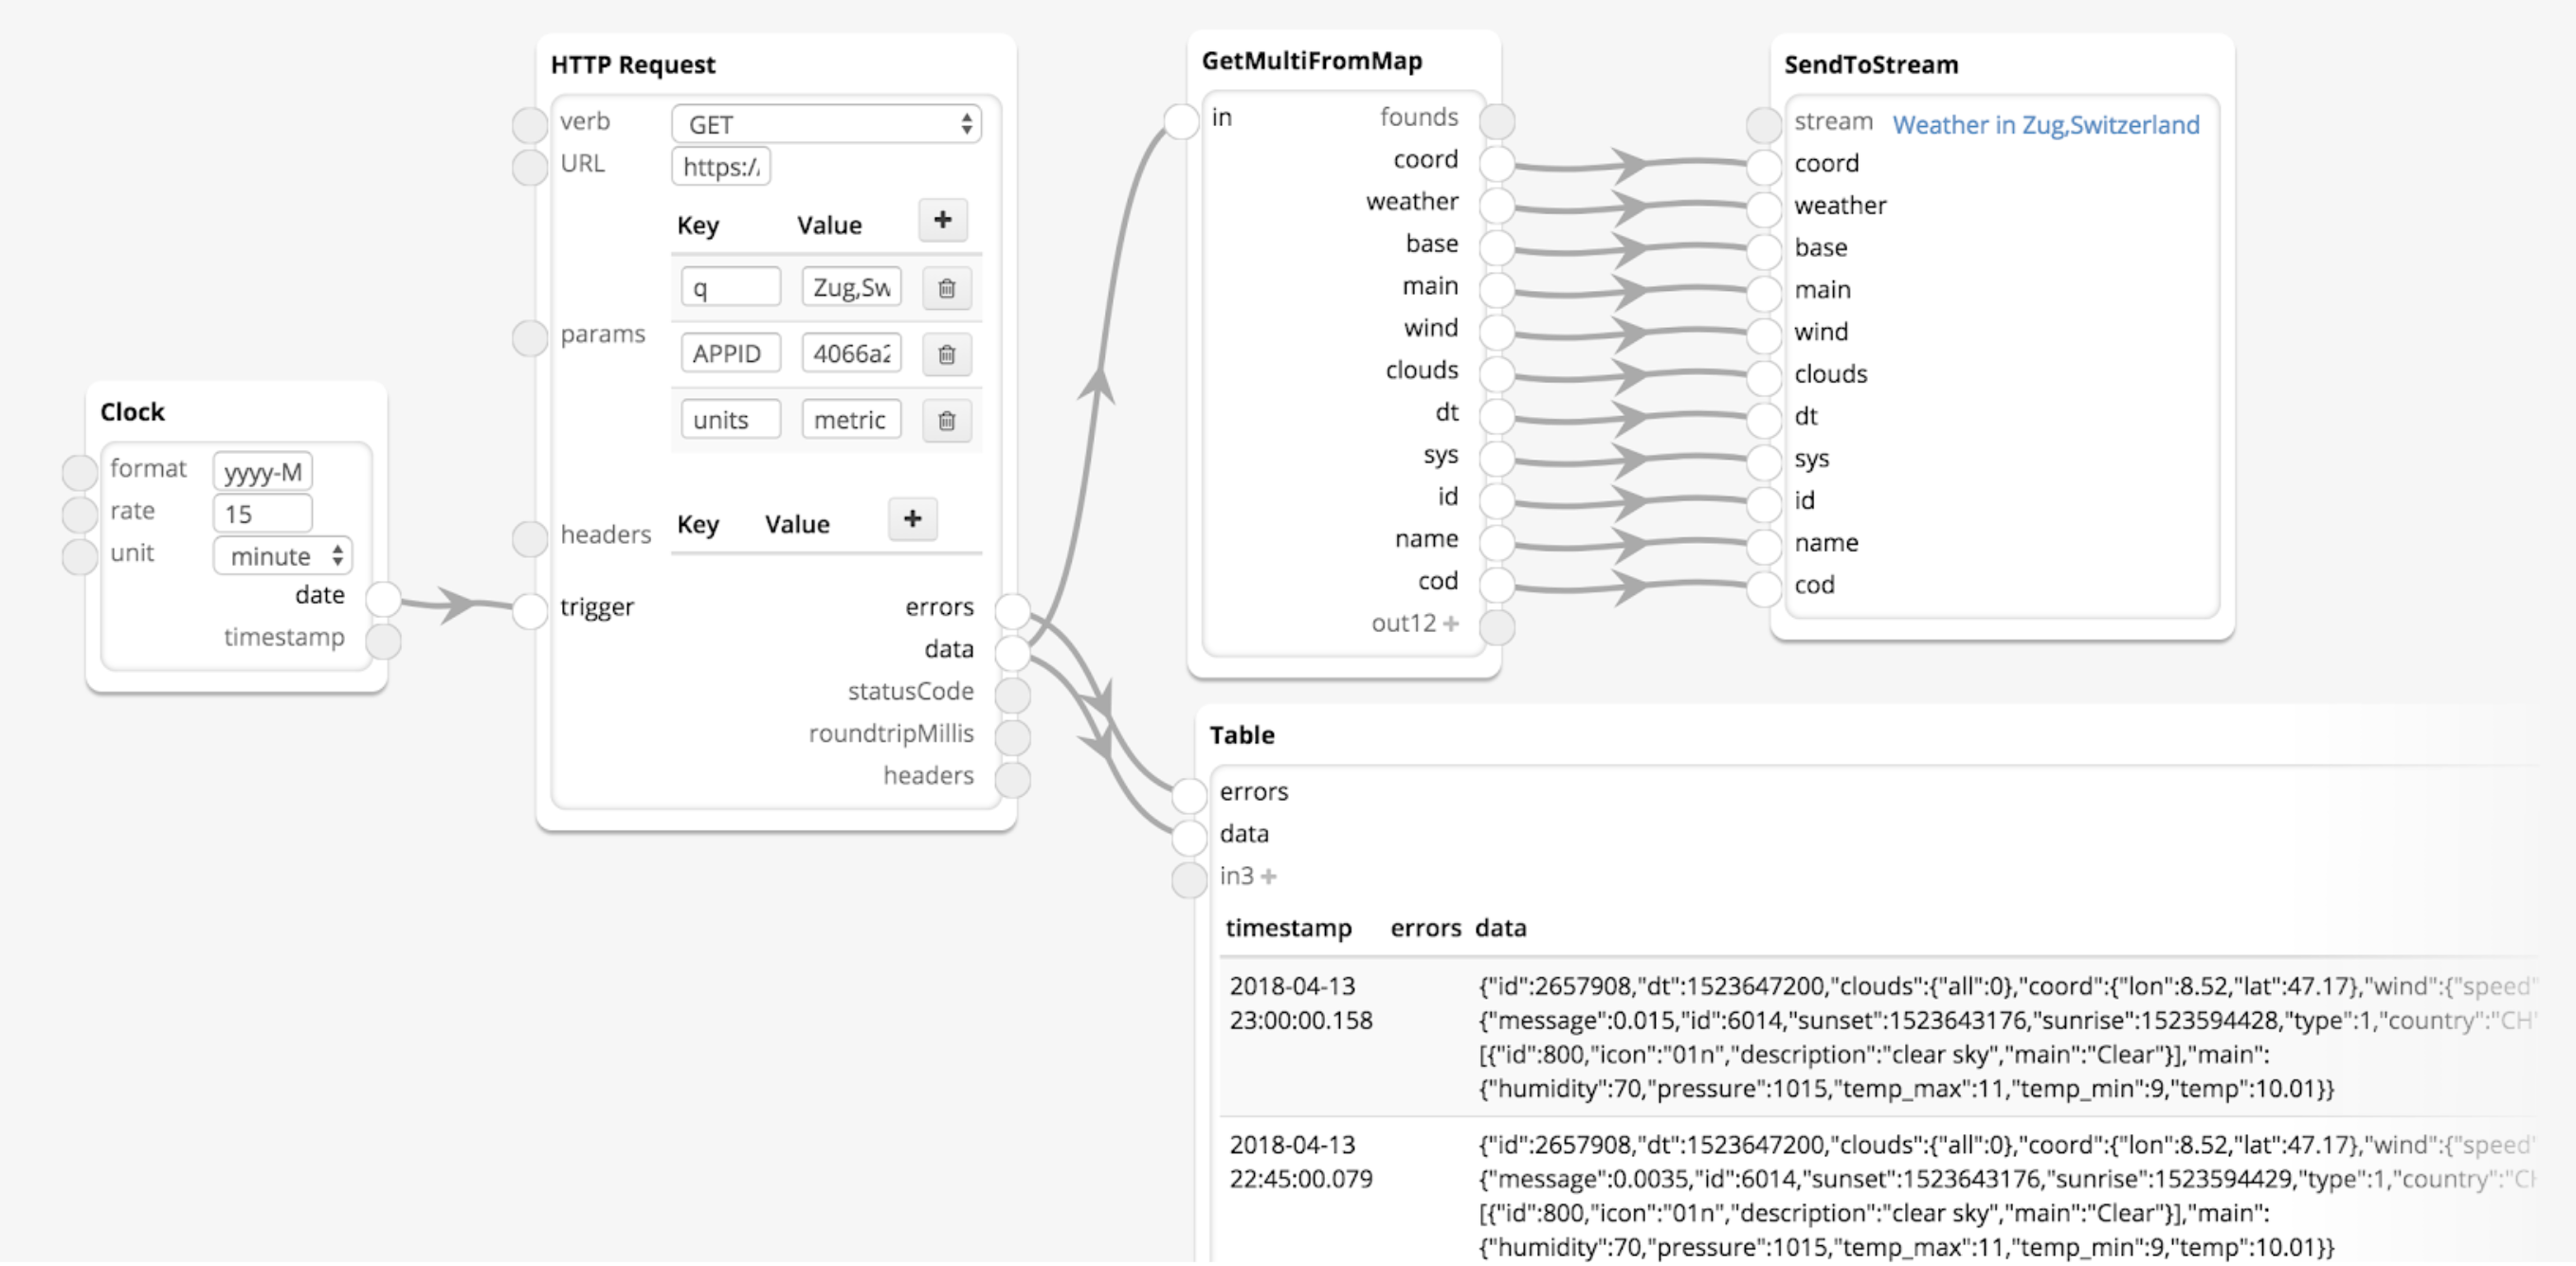 Clock
format yyyy-M
rate 15
unit minute
date
timestamp
HTTP Request
verb GET
URL https://
Key Value
q Zug,Sw
params
APPID 4066a2
units metric
headers Key Value
trigger errors
data
statusCode
roundtripMillis
headers
GetMultiFromMap
in founds
coord
weather
base
main
wind
clouds
dt
sys
id
name
cod
out12 +
SendToStream
stream Weather in Zug,Switzerland
coord
weather
base
main
wind
clouds
dt
sys
id
name
cod
Table
errors
data
in3 +
timestamp errors data
2018-04-13 {"id":2657908,"dt":1523647200,"clouds":{"all":0},"coord":{"lon":8.52,"lat":47.17},"wind":{"speed"
23:00:00.158 {"message":0.015,"id":6014,"sunset":1523643176,"sunrise":1523594428,"type":1,"country":"CH"
[{"id":800,"icon":"01n","description":"clear sky","main":"Clear"}],"main":
{"humidity":70,"pressure":1015,"temp_max":11,"temp_min":9,"temp":10.01}}
2018-04-13 {"id":2657908,"dt":1523647200,"clouds":{"all":0},"coord":{"lon":8.52,"lat":47.17},"wind":{"speed"
22:45:00.079 {"message":0.0035,"id":6014,"sunset":1523643176,"sunrise":1523594429,"type":1,"country":"CH
[{"id":800,"icon":"01n","description":"clear sky","main":"Clear"}],"main":
{"humidity":70,"pressure":1015,"temp_max":11,"temp_min":9,"temp":10.01}}